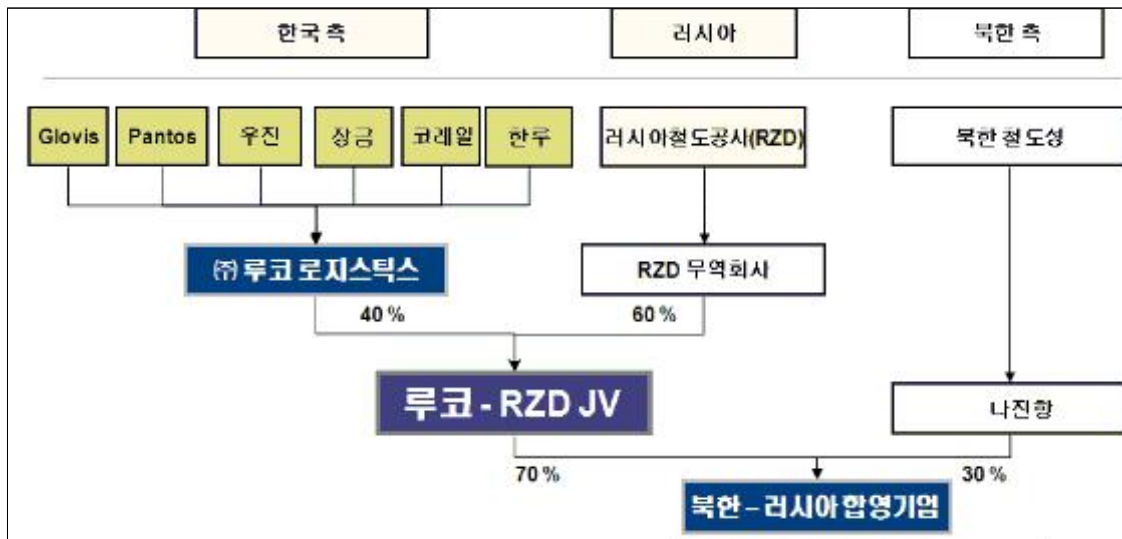 한국 측
러시아
북한 측
Glovis
Pantos
우진
장금
코레일
한루
러시아철도공사(RZD)
북한 철도성
㈜ 루코 로지스틱스
RZD 무역회사
40 %
60 %
루코 - RZD JV
나진항
70 %
30 %
북한 – 러시아 합영기업